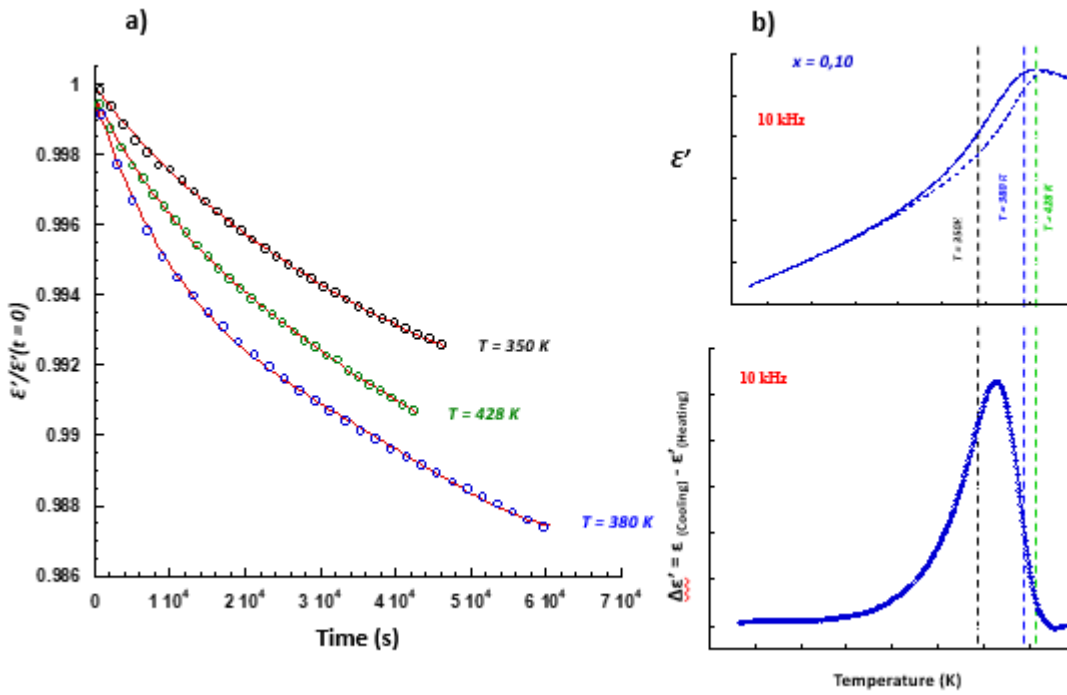 a)
ε'/ε'(t = 0)
1
0.998
0.996
0.994
0.992
0.99
0.988
0.986
T = 350 K
T = 428 K
T = 380 K
0
1 10⁴
2 10⁴
3 10⁴
4 10⁴
5 10⁴
6 10⁴
7 10⁴
Time (s)
b)
x = 0,10
10 kHz
ε'
T = 350K
T = 380 K
T = 428 K
10 kHz
Δε' = ε (Cooling) - ε' (Heating)
Temperature (K)